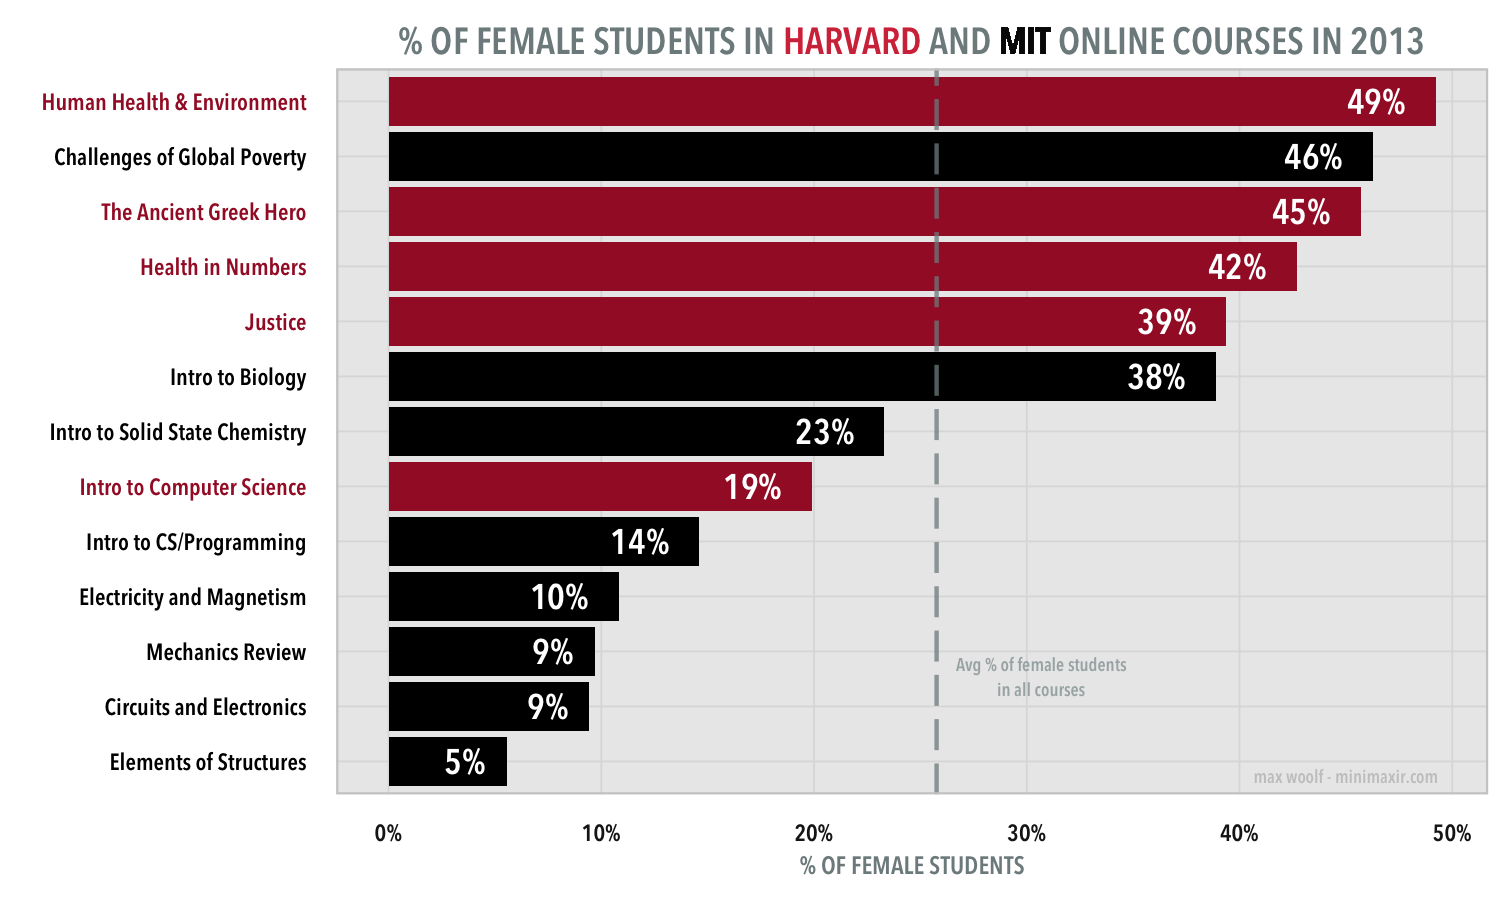 % OF FEMALE STUDENTS IN HARVARD AND MIT ONLINE COURSES IN 2013
Human Health & Environment 49%
Challenges of Global Poverty 46%
The Ancient Greek Hero 45%
Health in Numbers 42%
Justice 39%
Intro to Biology 38%
Intro to Solid State Chemistry 23%
Intro to Computer Science 19%
Intro to CS/Programming 14%
Electricity and Magnetism 10%
Mechanics Review 9%
Avg % of female students
in all courses
Circuits and Electronics 9%
Elements of Structures 5%
max woolf - minimaxir.com
0% 10% 20% 30% 40% 50%
% OF FEMALE STUDENTS